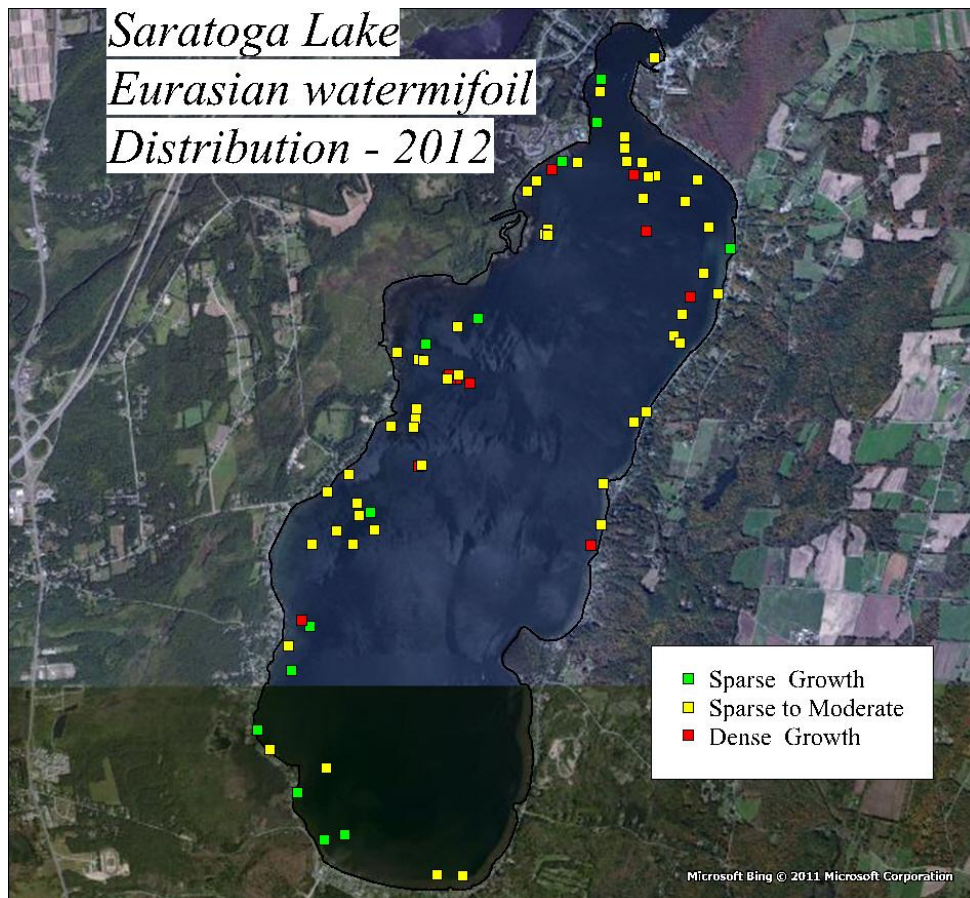 Saratoga Lake
Eurasian watermifoil
Distribution - 2012
Sparse Growth
Sparse to Moderate
Dense Growth
Microsoft Bing © 2011 Microsoft Corporation